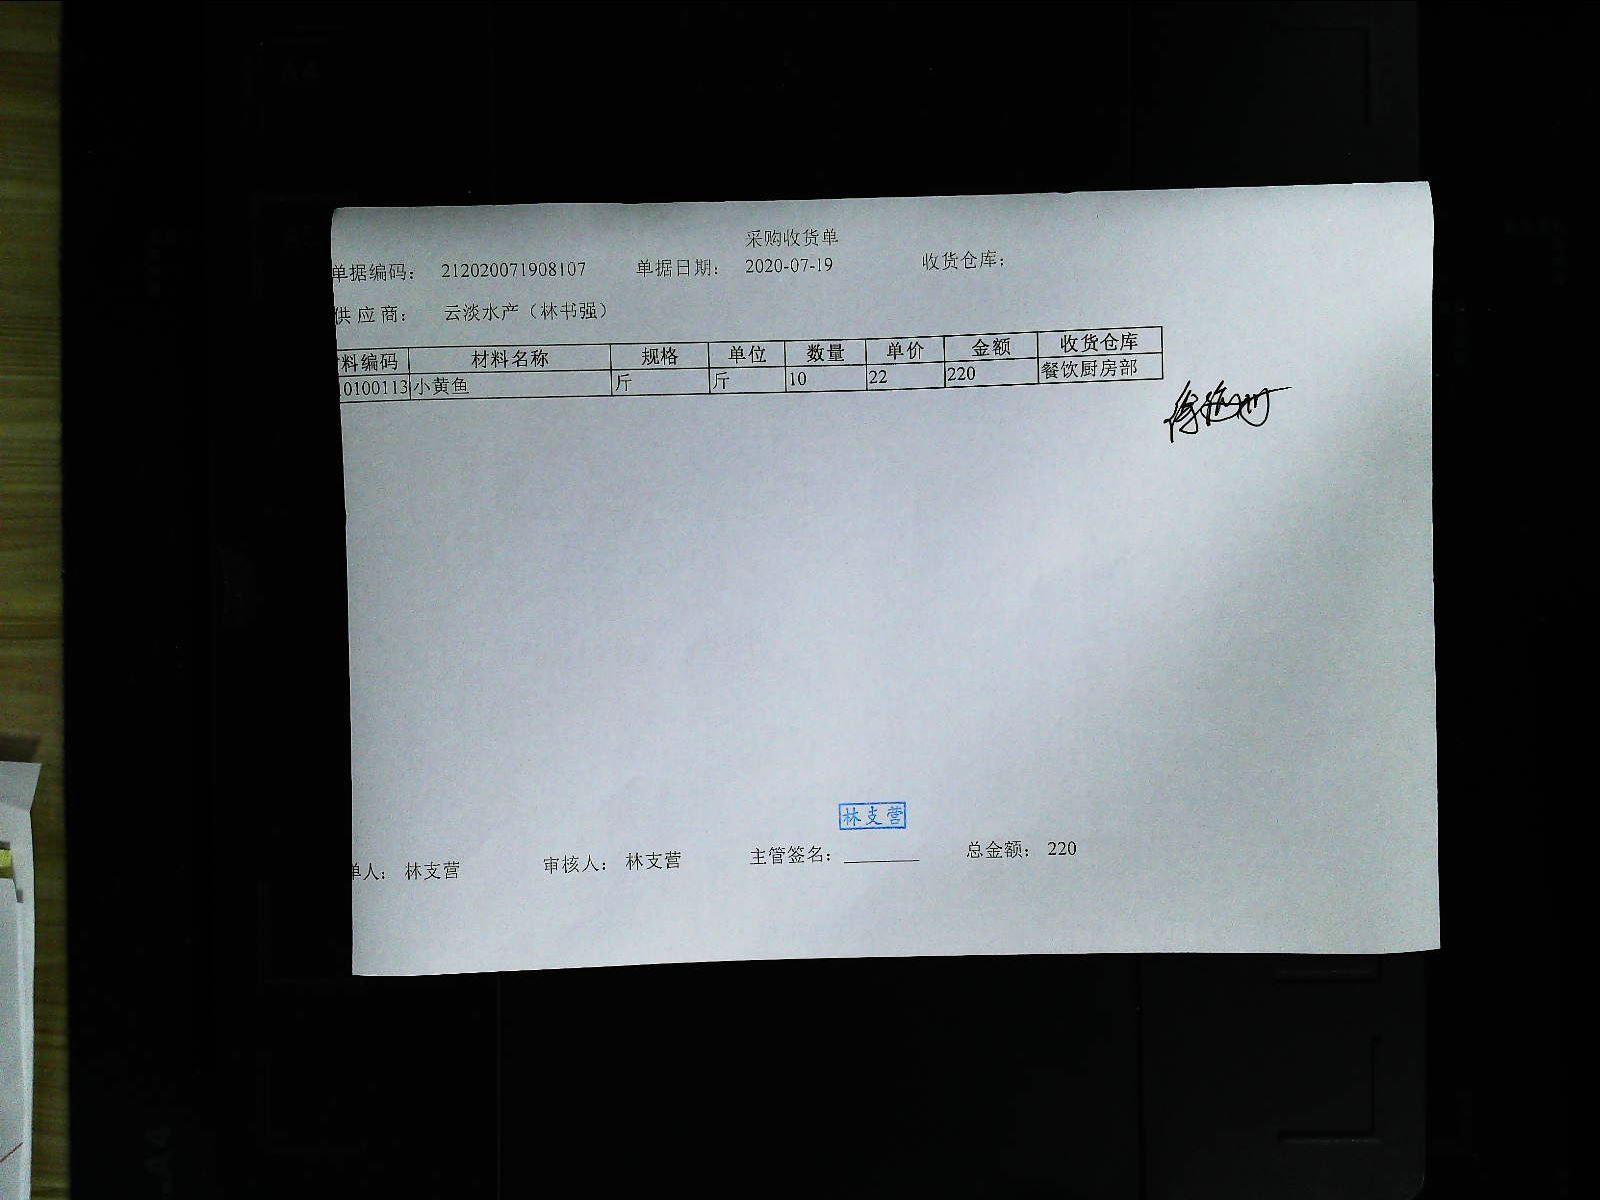 采购收货单
单据编码： 212020071908107 单据日期： 2020-07-19 收货仓库：
供应商： 云淡水产（林书强）
料编码 材料名称 规格 单位 数量 单价 金额 收货仓库
10100113 小黄鱼 斤 斤 10 22 220 餐饮厨房部
林支营
单人： 林支营 审核人： 林支营 主管签名： 总金额： 220